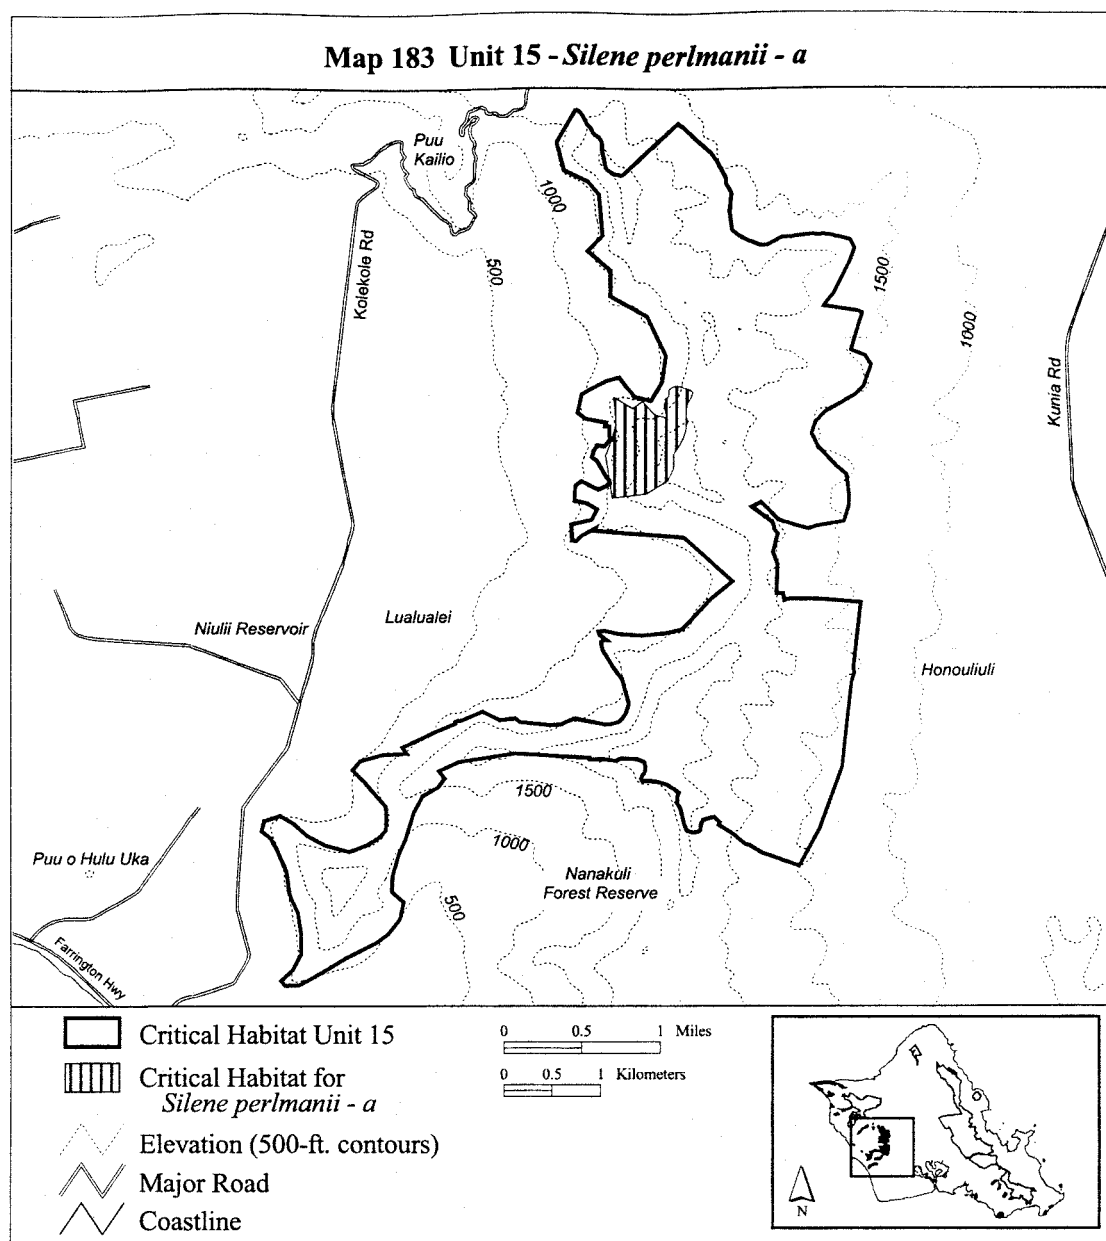 Map 183 Unit 15 - Silene perlmanii - a
Puu
Kailio
1000
500
Kolekole Rd
1500
1000
Kunia Rd
Niulii Reservoir
Lualualei
Honouliuli
1500
1000
500
Puu o Hulu Uka
Nanakuli
Forest Reserve
Farrington Hwy
Critical Habitat Unit 15
Critical Habitat for
Silene perlmanii - a
Elevation (500-ft. contours)
Major Road
Coastline
0 0.5 1 Miles
0 0.5 1 Kilometers
N